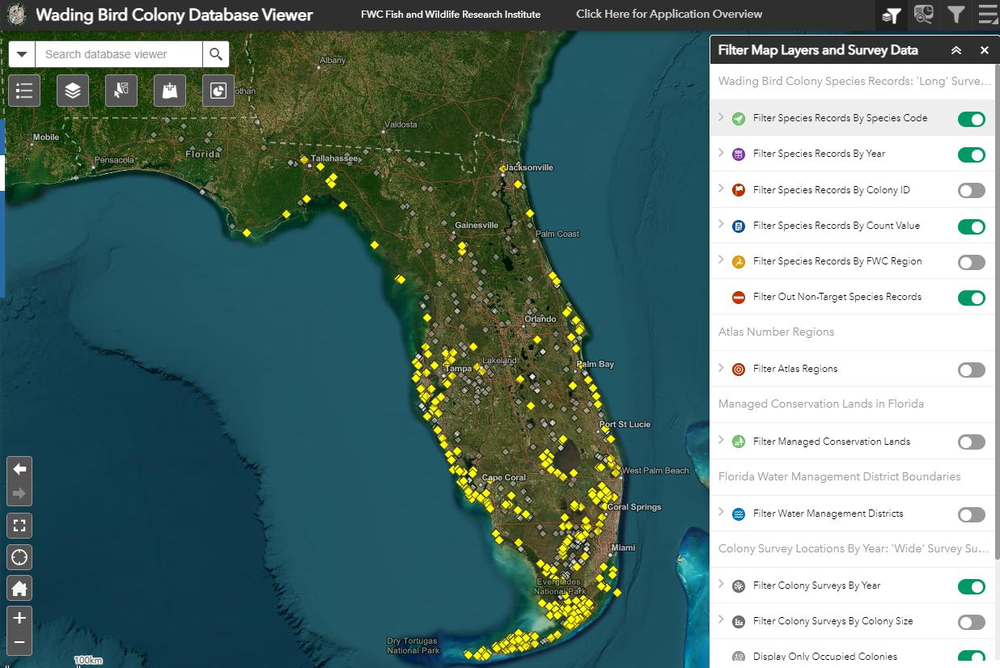 Wading Bird Colony Database Viewer
FWC Fish and Wildlife Research Institute
Click Here for Application Overview
Search database viewer
Filter Map Layers and Survey Data
Wading Bird Colony Species Records: 'Long' Surve...
Filter Species Records By Species Code
Filter Species Records By Year
Filter Species Records By Colony ID
Filter Species Records By Count Value
Filter Species Records By FWC Region
Filter Out Non-Target Species Records
Atlas Number Regions
Filter Atlas Regions
Managed Conservation Lands in Florida
Filter Managed Conservation Lands
Florida Water Management District Boundaries
Filter Water Management Districts
Colony Survey Locations By Year: 'Wide' Survey Su...
Filter Colony Surveys By Year
Filter Colony Surveys By Colony Size
Display Only Occupied Colonies
Albany
othan
Valdosta
Mobile
Florida
Pensacola
Tallahassee
Jacksonville
Gainesville
Palm Coast
Orlando
Lakeland
Tampa
Palm Bay
Port St Lucie
West Palm Beach
Cape Coral
Coral Springs
Miami
Everglades
National Park
Dry Tortugas
National Park
100km